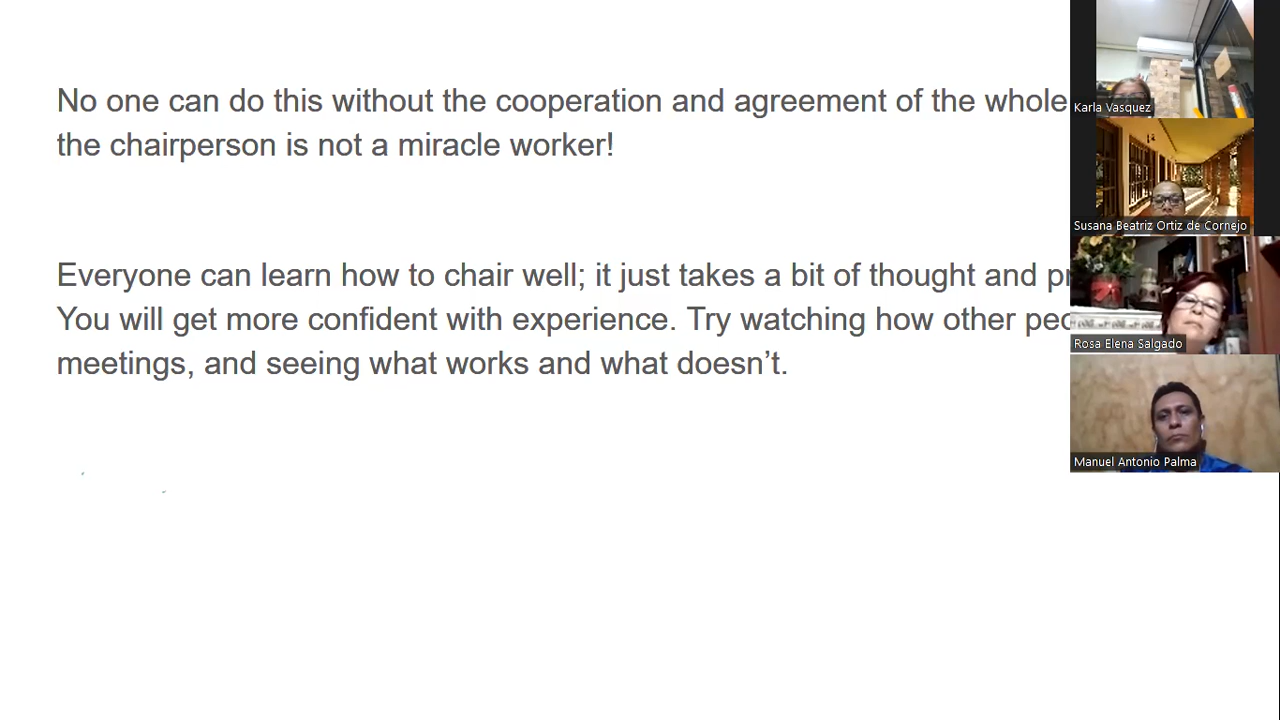 No one can do this without the cooperation and agreement of the whole
the chairperson is not a miracle worker!
Everyone can learn how to chair well; it just takes a bit of thought and
You will get more confident with experience. Try watching how other
meetings, and seeing what works and what doesn’t.
Karla Vasquez
Susana Beatriz Ortiz de Cornejo
Rosa Elena Salgado
Manuel Antonio Palma